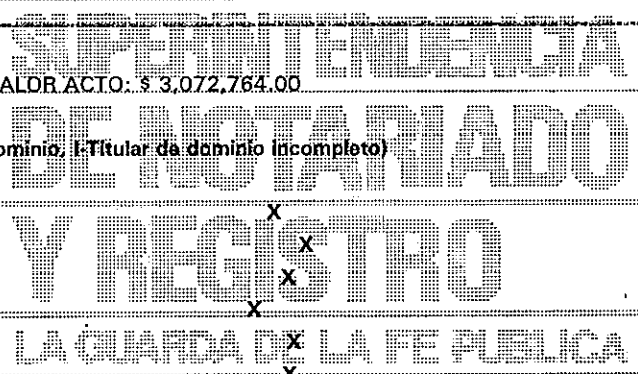 SUPERINTENDENCIA
ALOR ACTO: $ 3,072,764.00
DE NOTARIADO
ominio, I-Titular de dominio incompleto)
X
Y REGISTRO
X
X
X
LA GUARDA DE LA FE PUBLICA
X
X